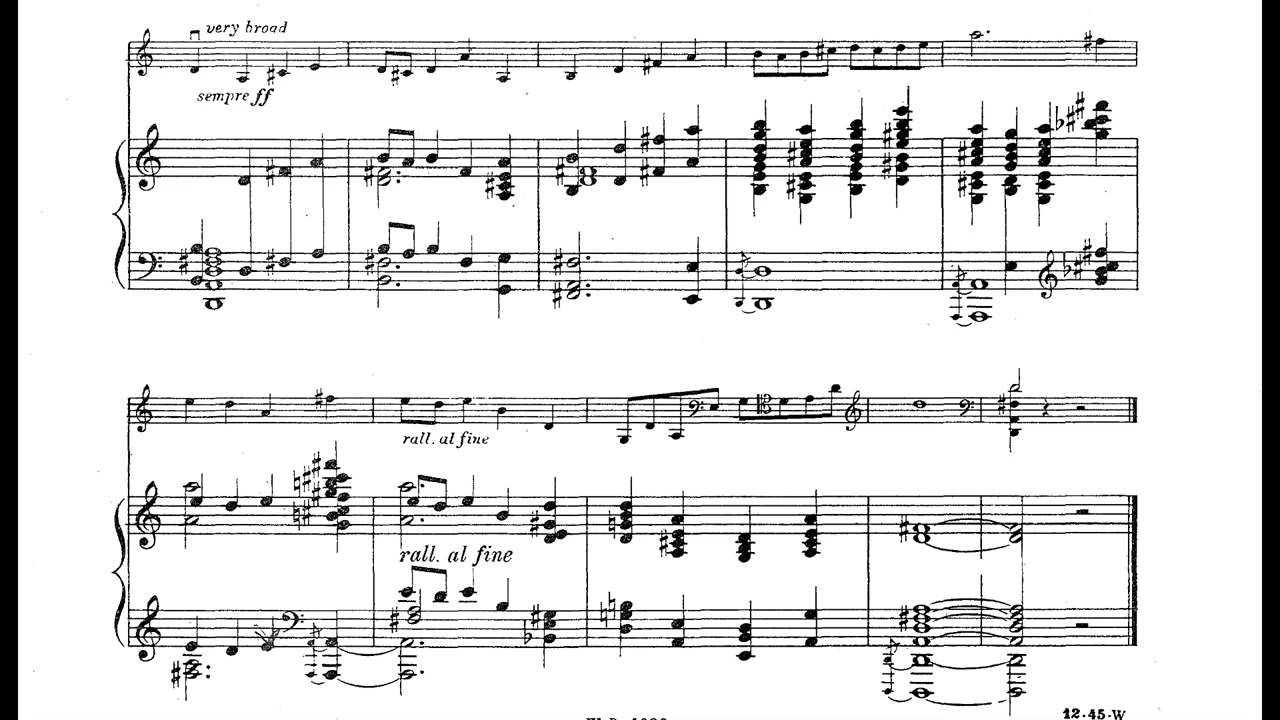 very broad
sempre ff
rall. al fine
rall. al fine
12-45-W